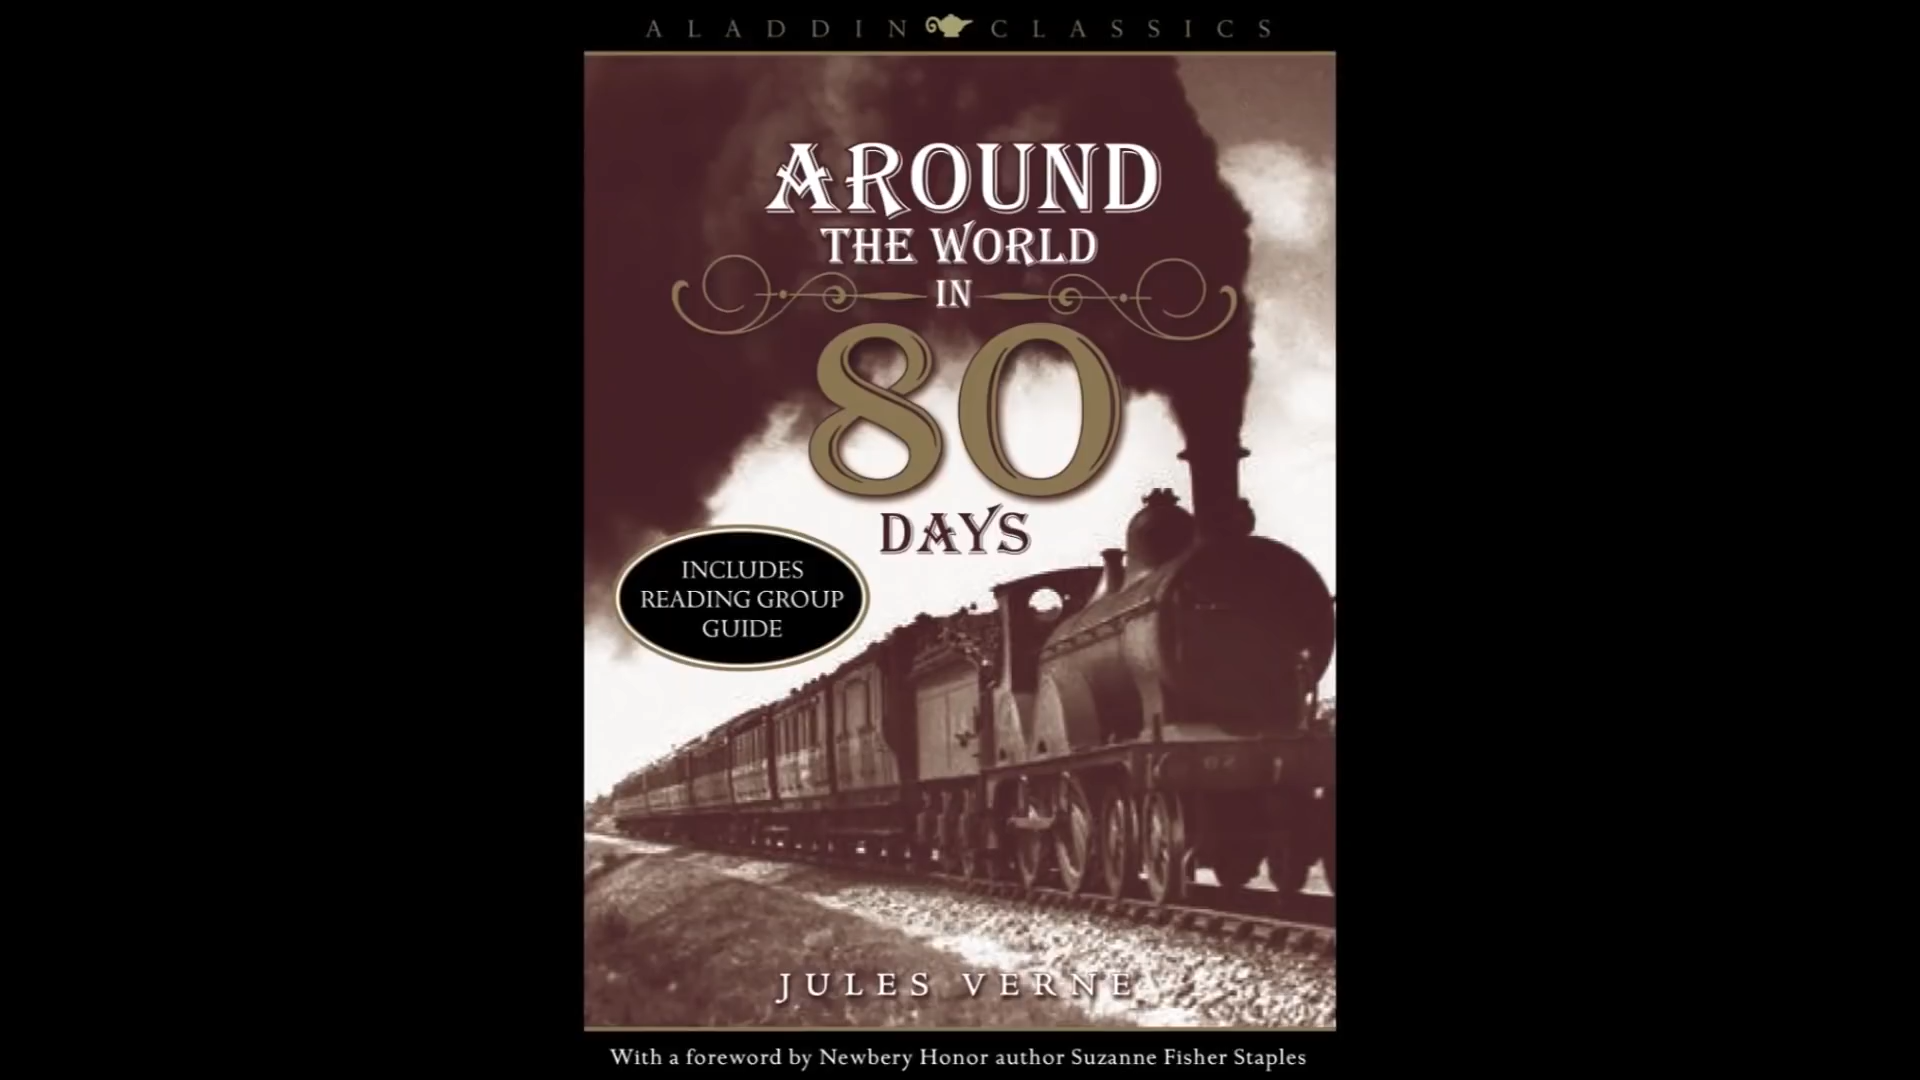 ALADDIN CLASSICS
AROUND
THE WORLD
IN
80
DAYS
INCLUDES
READING GROUP
GUIDE
JULES VERNE
With a foreword by Newbery Honor author Suzanne Fisher Staples